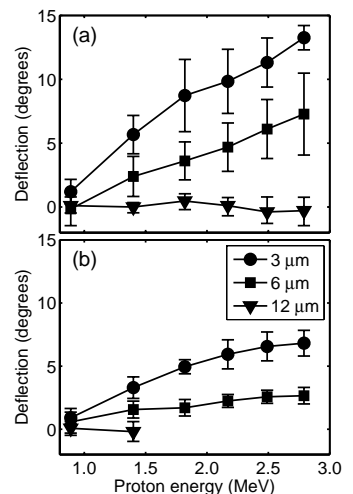 (a)
15
10
5
0
Deflection (degrees)
(b)
15
10
5
0
Deflection (degrees)
3 μm
6 μm
12 μm
1.0 1.5 2.0 2.5 3.0
Proton energy (MeV)